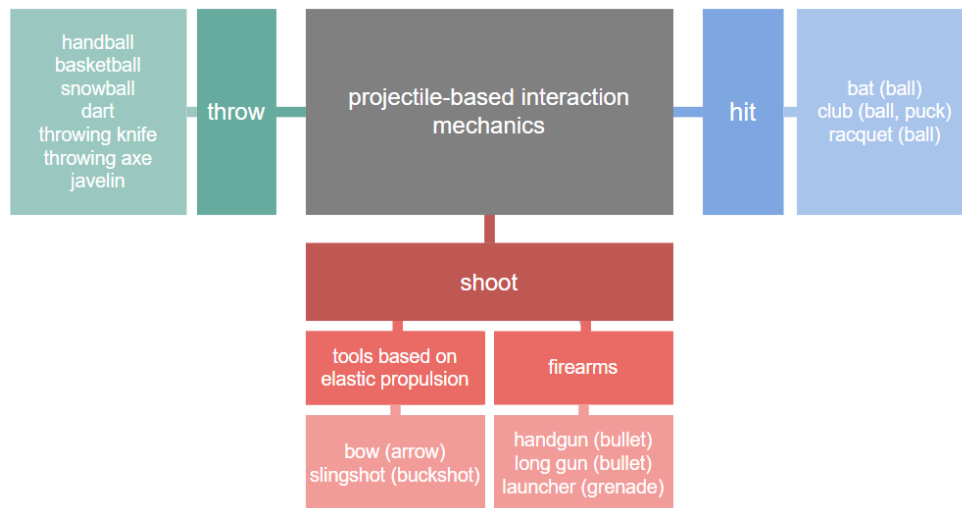 handball
basketball
snowball
dart
throwing knife
throwing axe
javelin
throw
projectile-based interaction
mechanics
hit
bat (ball)
club (ball, puck)
racquet (ball)
shoot
tools based on
elastic propulsion
firearms
bow (arrow)
slingshot (buckshot)
handgun (bullet)
long gun (bullet)
launcher (grenade)